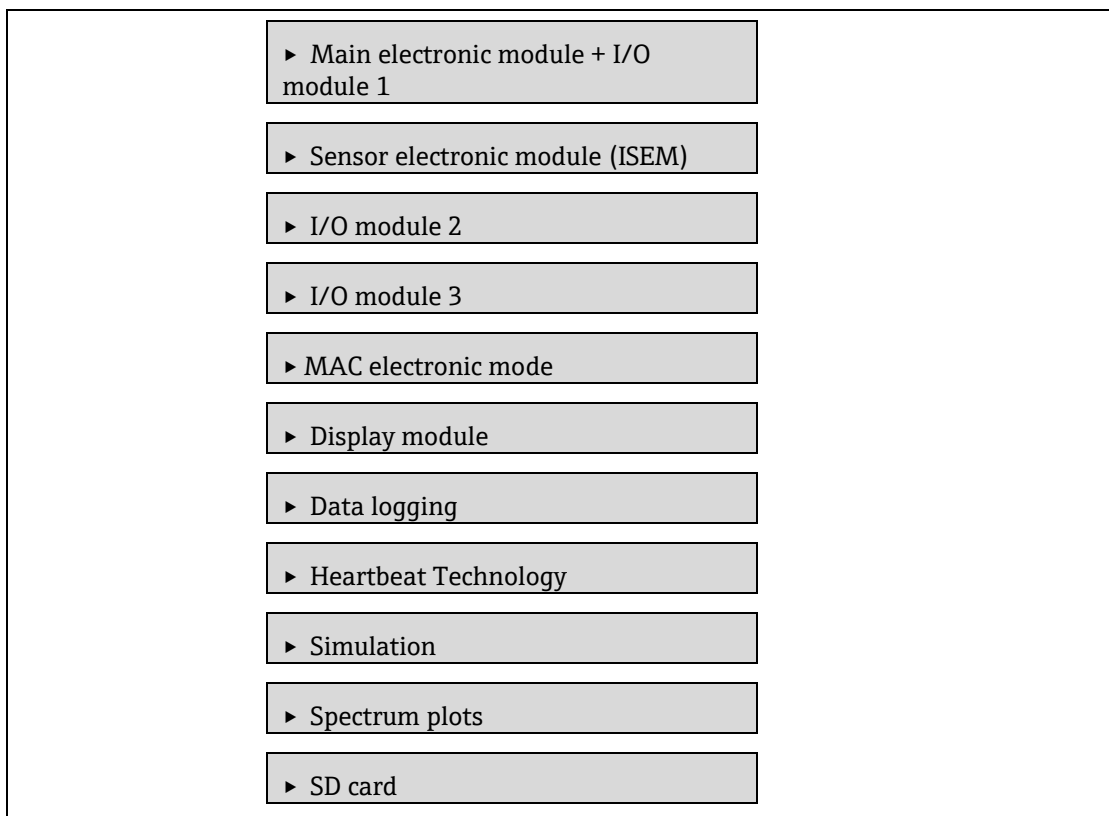 ▸ Main electronic module + I/O
module 1
▸ Sensor electronic module (ISEM)
▸ I/O module 2
▸ I/O module 3
▸ MAC electronic mode
▸ Display module
▸ Data logging
▸ Heartbeat Technology
▸ Simulation
▸ Spectrum plots
▸ SD card